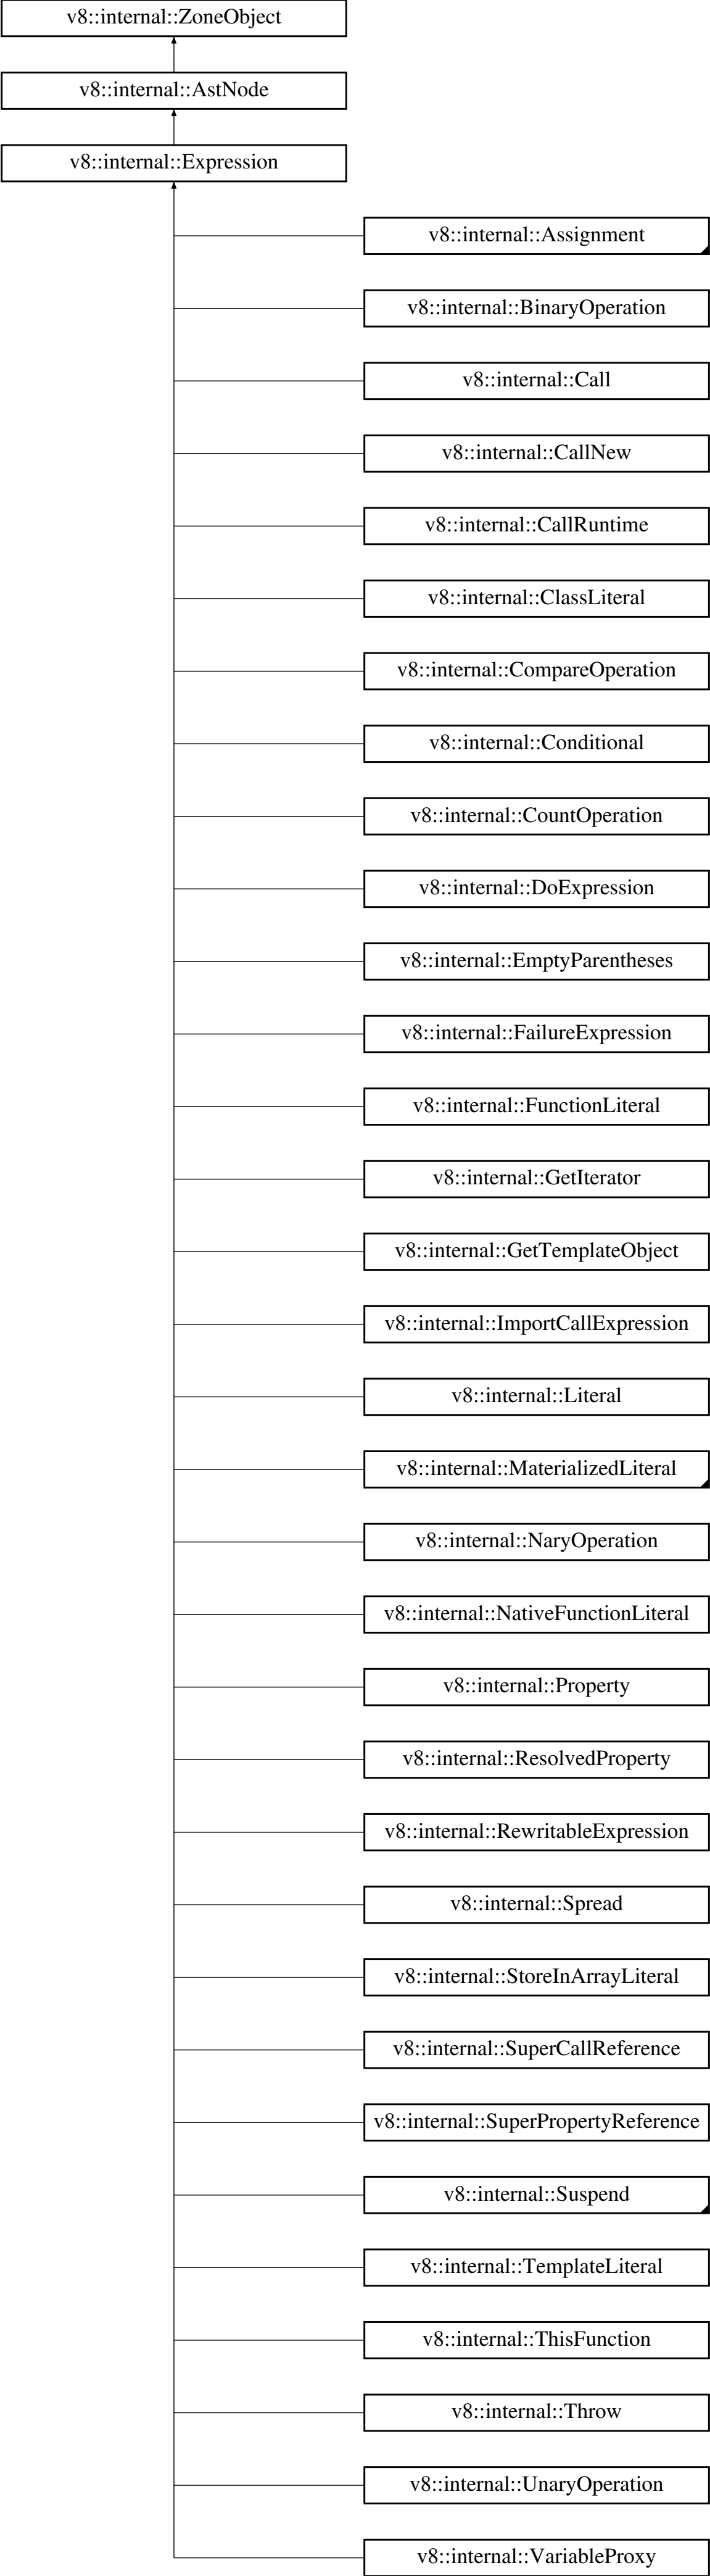 v8::internal::ZoneObject
v8::internal::AstNode
v8::internal::Expression
v8::internal::Assignment
v8::internal::BinaryOperation
v8::internal::Call
v8::internal::CallNew
v8::internal::CallRuntime
v8::internal::ClassLiteral
v8::internal::CompareOperation
v8::internal::Conditional
v8::internal::CountOperation
v8::internal::DoExpression
v8::internal::EmptyParentheses
v8::internal::FailureExpression
v8::internal::FunctionLiteral
v8::internal::GetIterator
v8::internal::GetTemplateObject
v8::internal::ImportCallExpression
v8::internal::Literal
v8::internal::MaterializedLiteral
v8::internal::NaryOperation
v8::internal::NativeFunctionLiteral
v8::internal::Property
v8::internal::ResolvedProperty
v8::internal::RewritableExpression
v8::internal::Spread
v8::internal::StoreInArrayLiteral
v8::internal::SuperCallReference
v8::internal::SuperPropertyReference
v8::internal::Suspend
v8::internal::TemplateLiteral
v8::internal::ThisFunction
v8::internal::Throw
v8::internal::UnaryOperation
v8::internal::VariableProxy